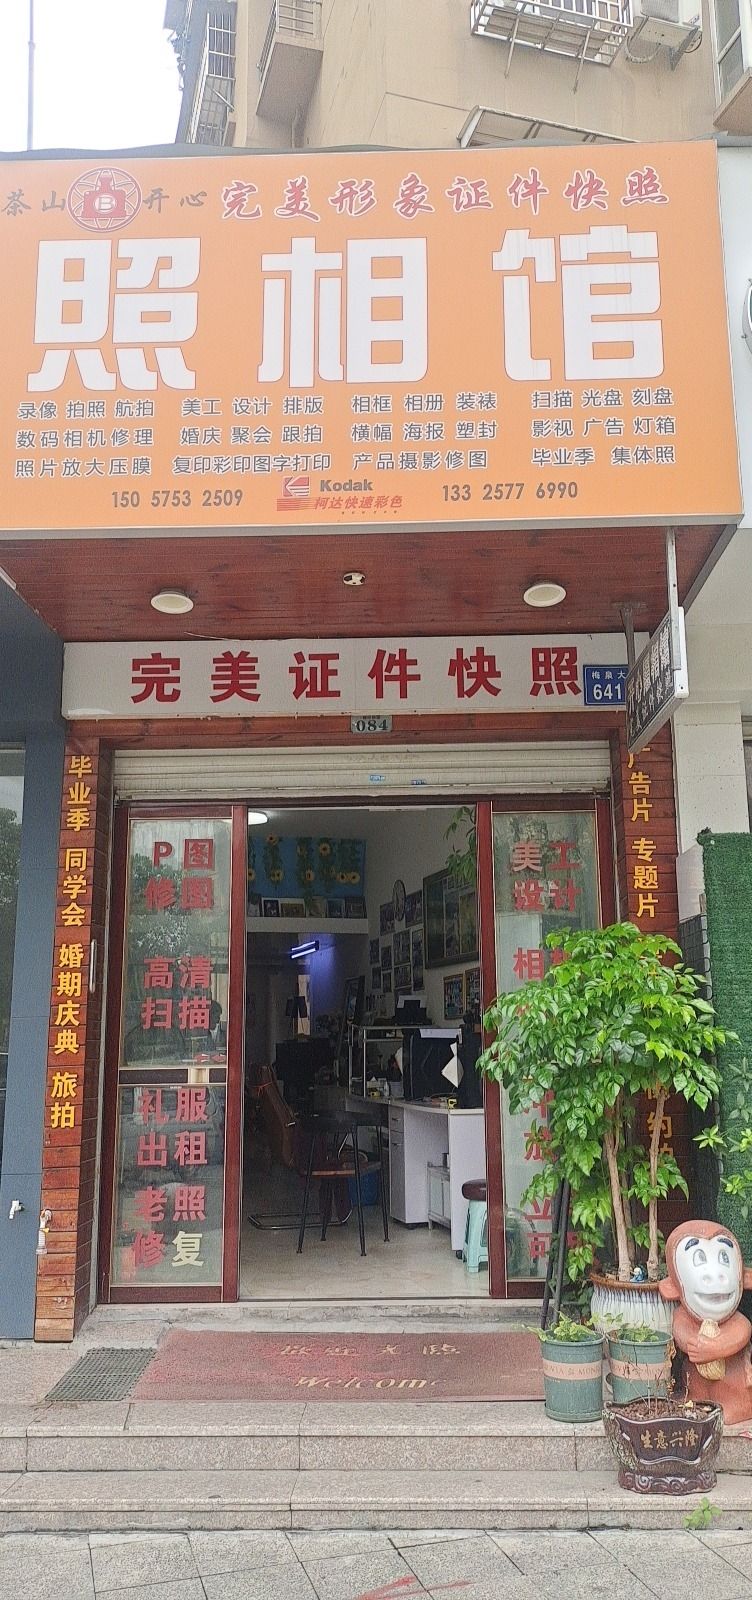 茶山 B 开心 完美形象证件快照
照相馆
录像 拍照 航拍 美工 设计 排版 相框 相册 装裱 扫描 光盘 刻盘
数码相机修理 婚庆 聚会 跟拍 横幅 海报 塑封 影视 广告 灯箱
照片放大压膜 复印彩印图字打印 产品摄影修图 毕业季 集体照
150 5753 2509 Kodak 133 2577 6990
柯达快速彩色
完美证件快照
梅泉大
641
084
毕业季 同学会 婚期庆典 旅拍
P图
修图
高清
扫描
礼服
出租
老照
修复
美工
设计
相
放
立
可
广告片 专题片
欢迎光临
Welcome
生意兴隆